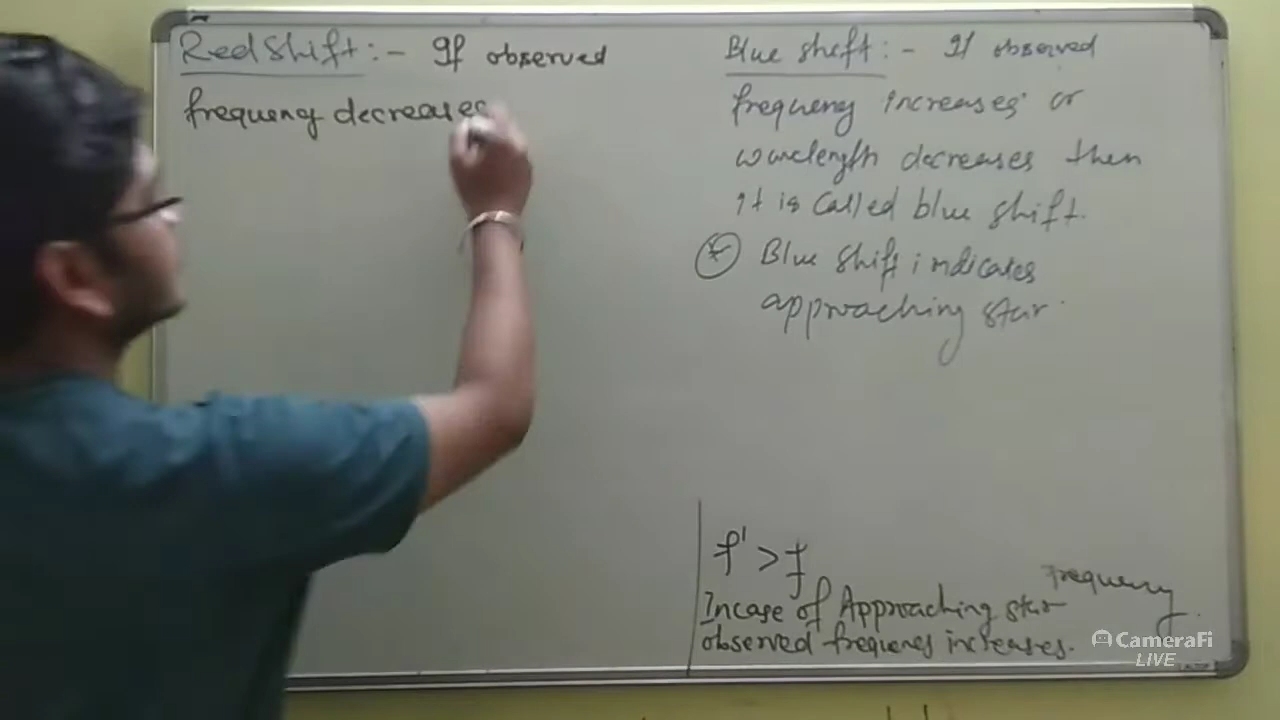 Red Shift :- If observed
frequency decreases
Blue shift :- If observed
frequency increases or
wavelength decreases then
It is called blue shift.
* Blue Shift indicates
approaching star
f' > f
Frequency
Incase of Approaching star
observed frequency increases.
CameraFi
LIVE